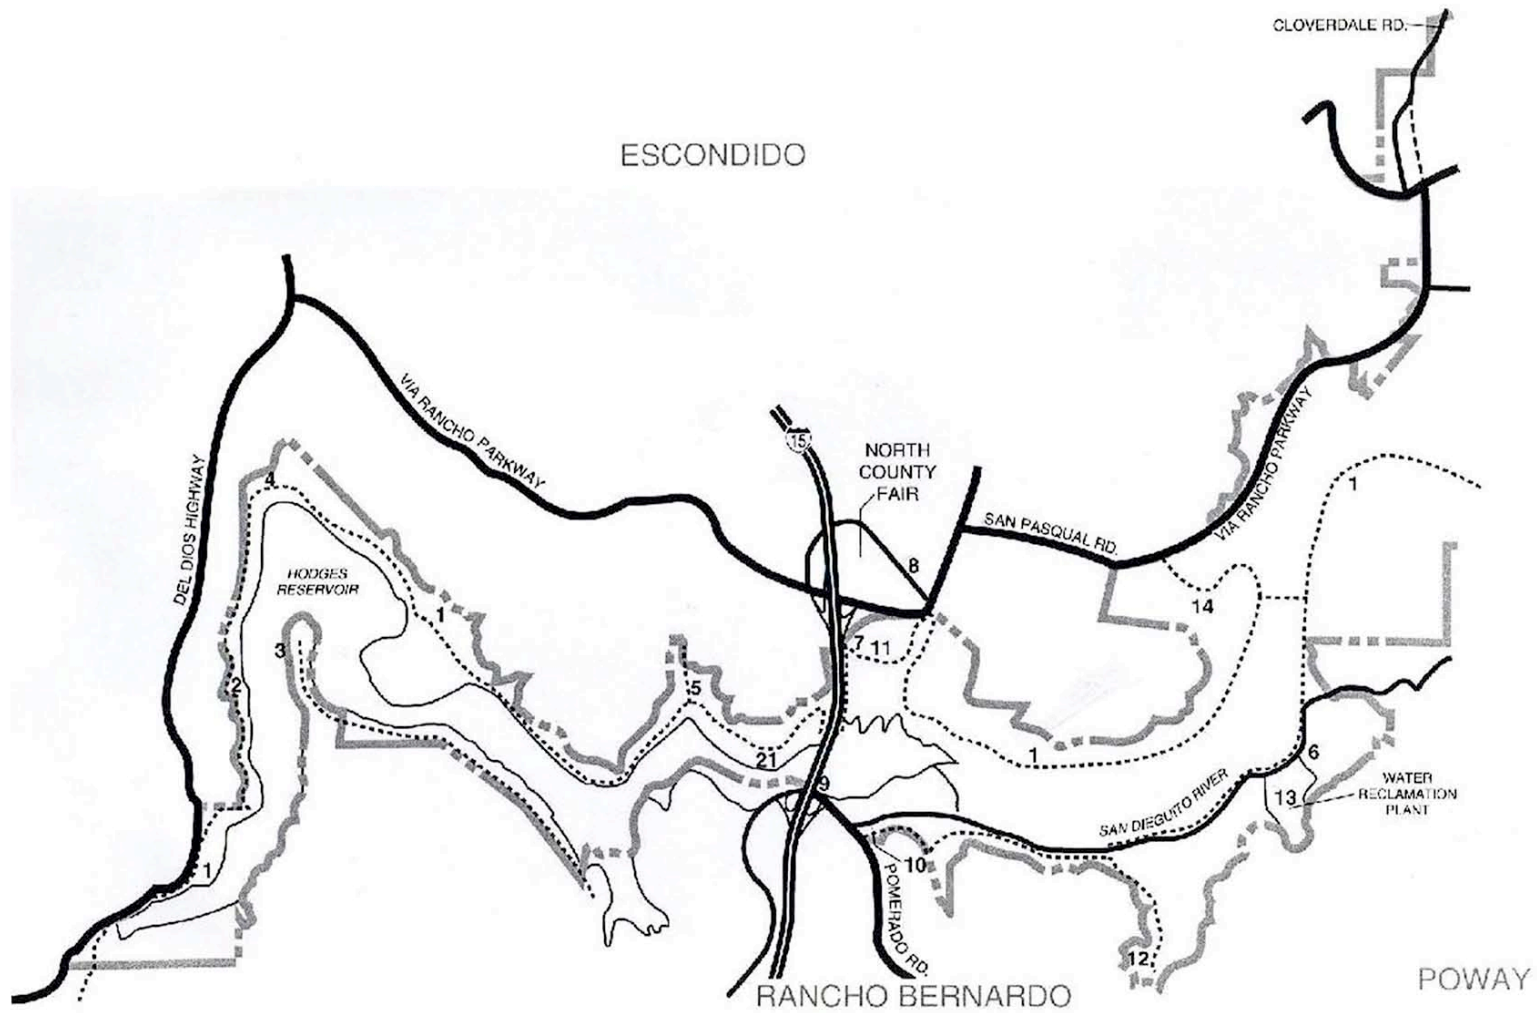 CLOVERDALE RD.
ESCONDIDO
VIA RANCHO PARKWAY
15
NORTH
COUNTY
FAIR
VIA RANCHO PARKWAY
DEL DIOS HIGHWAY
4
1
SAN PASQUAL RD.
8
HODGES
RESERVOIR
14
1
3
7
11
2
5
21
1
6
9
13
WATER
RECLAMATION
PLANT
SAN DIEGUITO RIVER
1
10
POMERADO RD.
12
POWAY
RANCHO BERNARDO